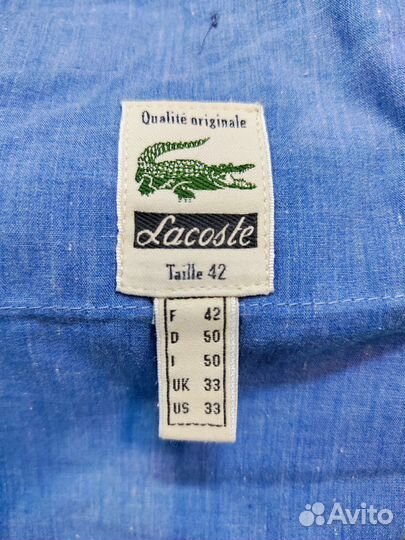 Qualité originale
Lacoste
Taille 42
F 42
D 50
I 50
UK 33
US 33
Avito